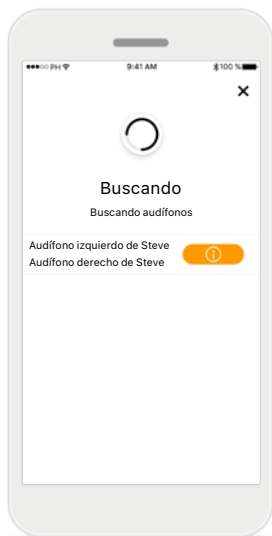 PH 9:41 AM 100 %
Buscando
Buscando audífonos
Audífono izquierdo de Steve
Audífono derecho de Steve